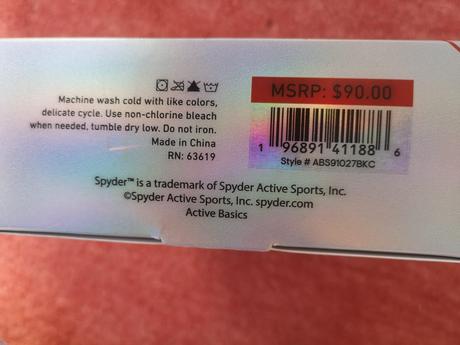 Machine wash cold with like colors,
delicate cycle. Use non-chlorine bleach
when needed, tumble dry low. Do not iron.
Made in China
RN: 63619
MSRP: $90.00
1 96891 41188 6
Style # ABS91027BKC
Spyder™ is a trademark of Spyder Active Sports, Inc.
©Spyder Active Sports, Inc. spyder.com
Active Basics